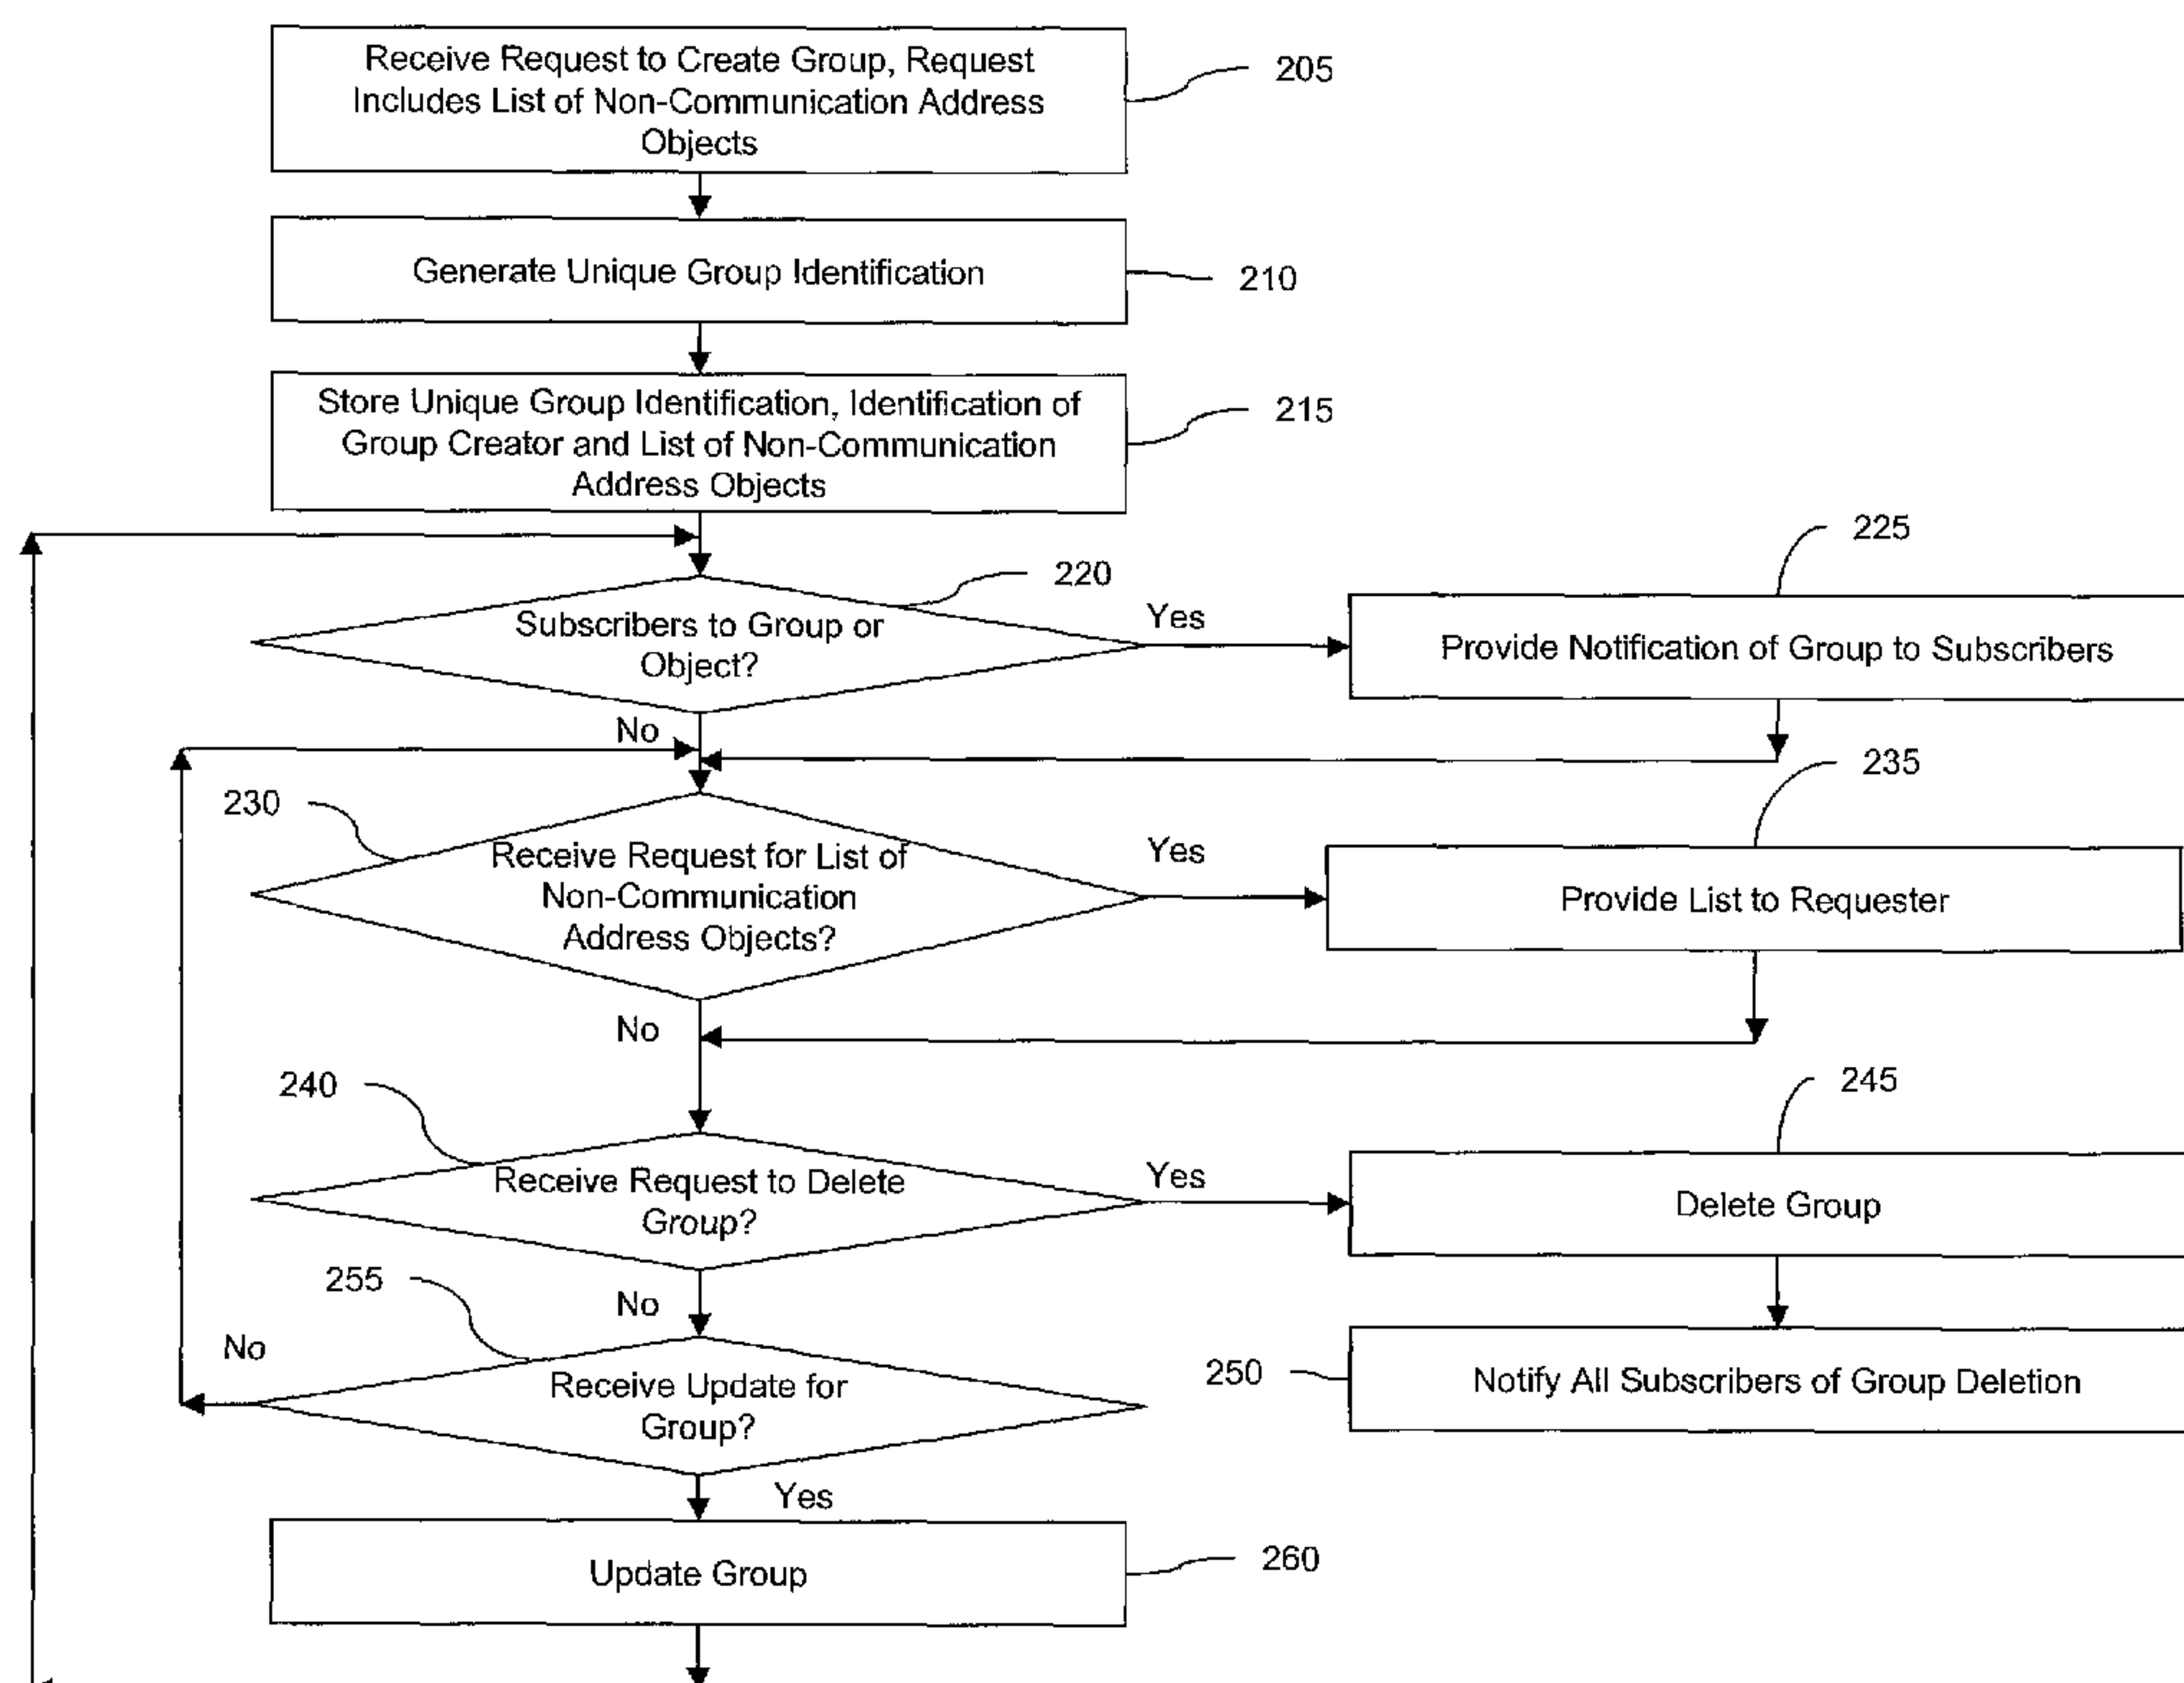 Receive Request to Create Group, Request
Includes List of Non-Communication Address
Objects
205
Generate Unique Group Identification
210
Store Unique Group Identification, Identification of
Group Creator and List of Non-Communication
Address Objects
215
225
220
Subscribers to Group or
Object?
Yes
Provide Notification of Group to Subscribers
No
235
230
Receive Request for List of
Non-Communication
Address Objects?
Yes
Provide List to Requester
No
240
245
Receive Request to Delete
Group?
Yes
Delete Group
255
No
No
Receive Update for
Group?
250
Notify All Subscribers of Group Deletion
Yes
Update Group
260